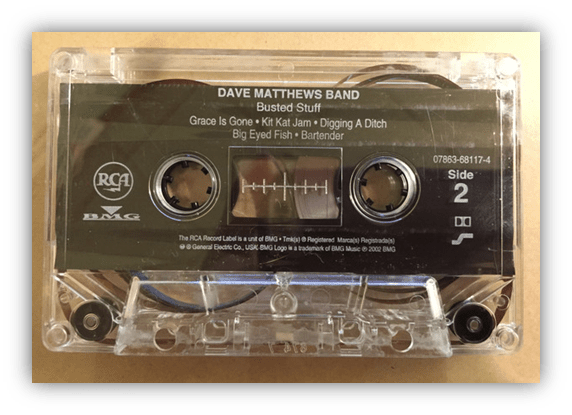 DAVE MATTHEWS BAND
Busted Stuff
Grace Is Gone • Kit Kat Jam • Digging A Ditch
Big Eyed Fish • Bartender
07863-68117-4
Side
2
RCA
BMG
The RCA Record Label is a unit of BMG • Tmk(s) ® Registered Marca(s) Registrada(s)
® General Electric Co., USA. BMG Logo is a trademark of BMG Music ℗ 2002 BMG